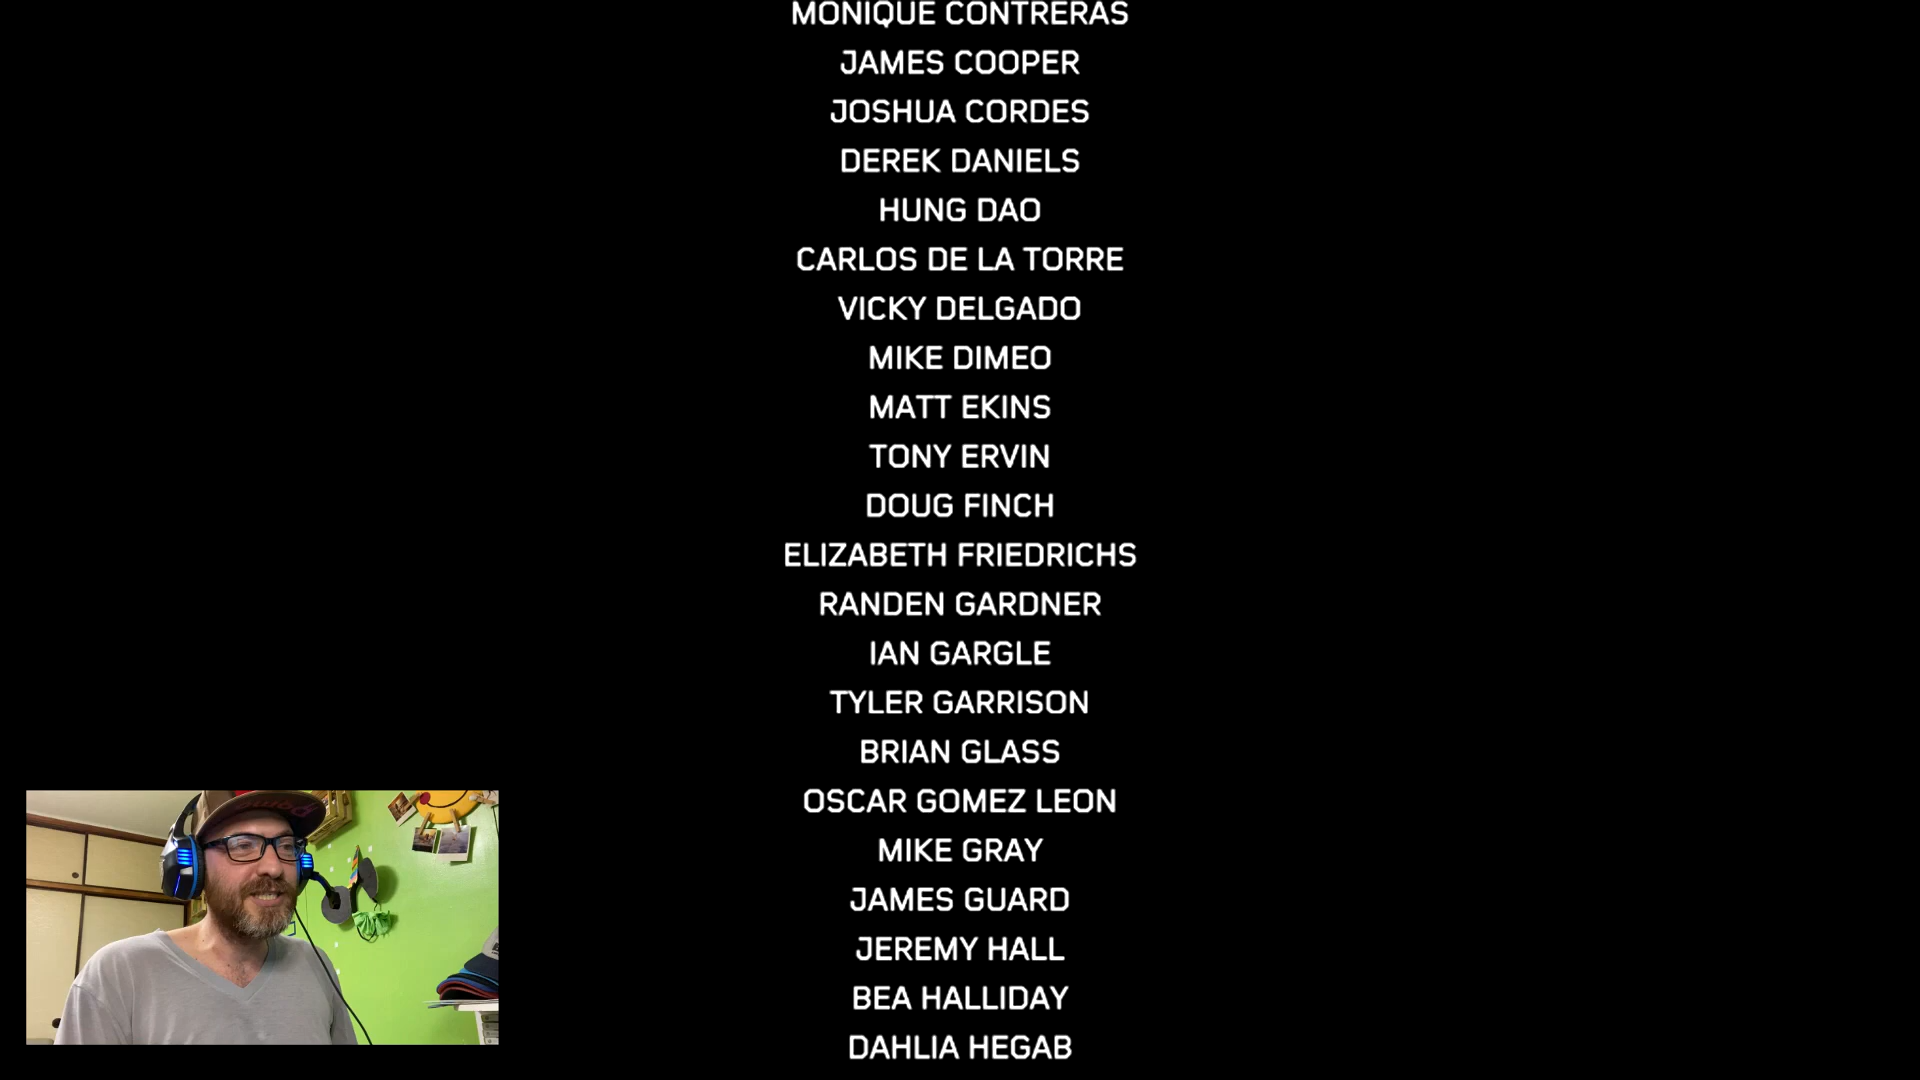 MONIQUE CONTRERAS
JAMES COOPER
JOSHUA CORDES
DEREK DANIELS
HUNG DAO
CARLOS DE LA TORRE
VICKY DELGADO
MIKE DIMEO
MATT EKINS
TONY ERVIN
DOUG FINCH
ELIZABETH FRIEDRICHS
RANDEN GARDNER
IAN GARGLE
TYLER GARRISON
BRIAN GLASS
OSCAR GOMEZ LEON
MIKE GRAY
JAMES GUARD
JEREMY HALL
BEA HALLIDAY
DAHLIA HEGAB